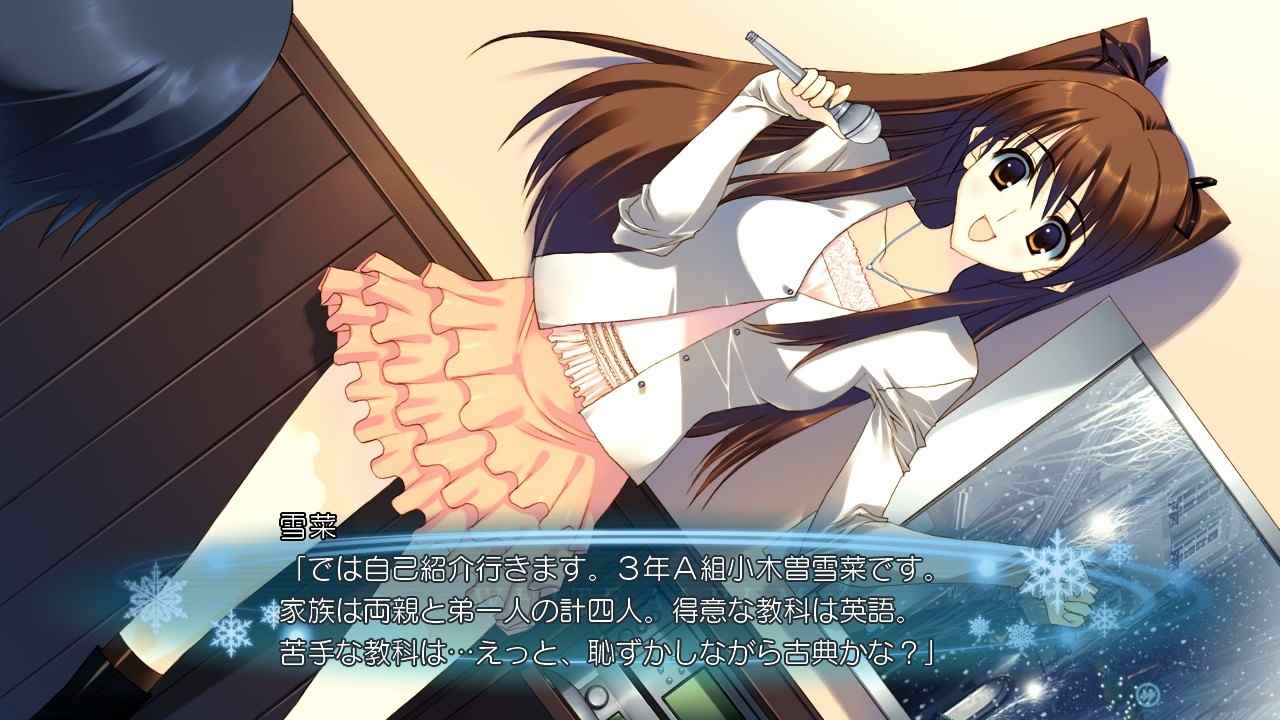 雪菜
「では自己紹介行きます。３年Ａ組小木曽雪菜です。
家族は両親と弟一人の計四人。得意な教科は英語。
苦手な教科は…えっと、恥ずかしながら古典かな？」